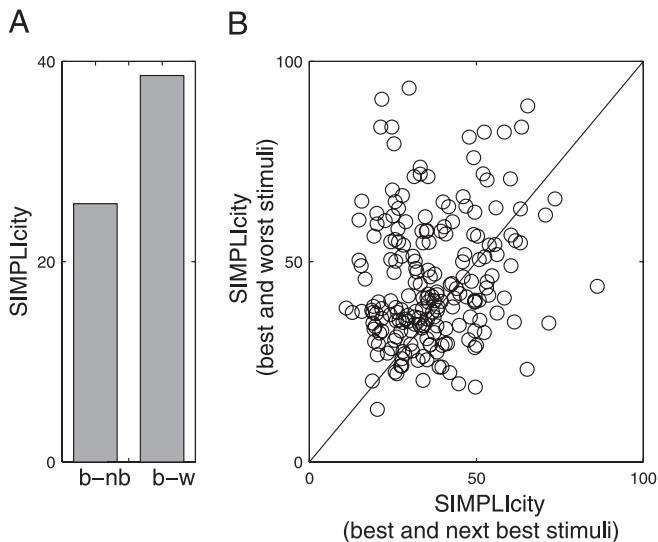 A
40
20
0
SIMPLIcity
b-nb
b-w
B
100
50
0
SIMPLIcity
(best and worst stimuli)
0
50
100
SIMPLIcity
(best and next best stimuli)